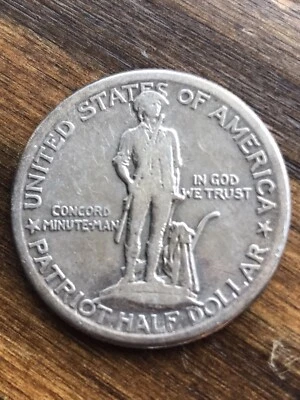 UNITED STATES OF AMERICA
IN GOD
WE TRUST
CONCORD
MINUTE-MAN
PATRIOT HALF DOLLAR